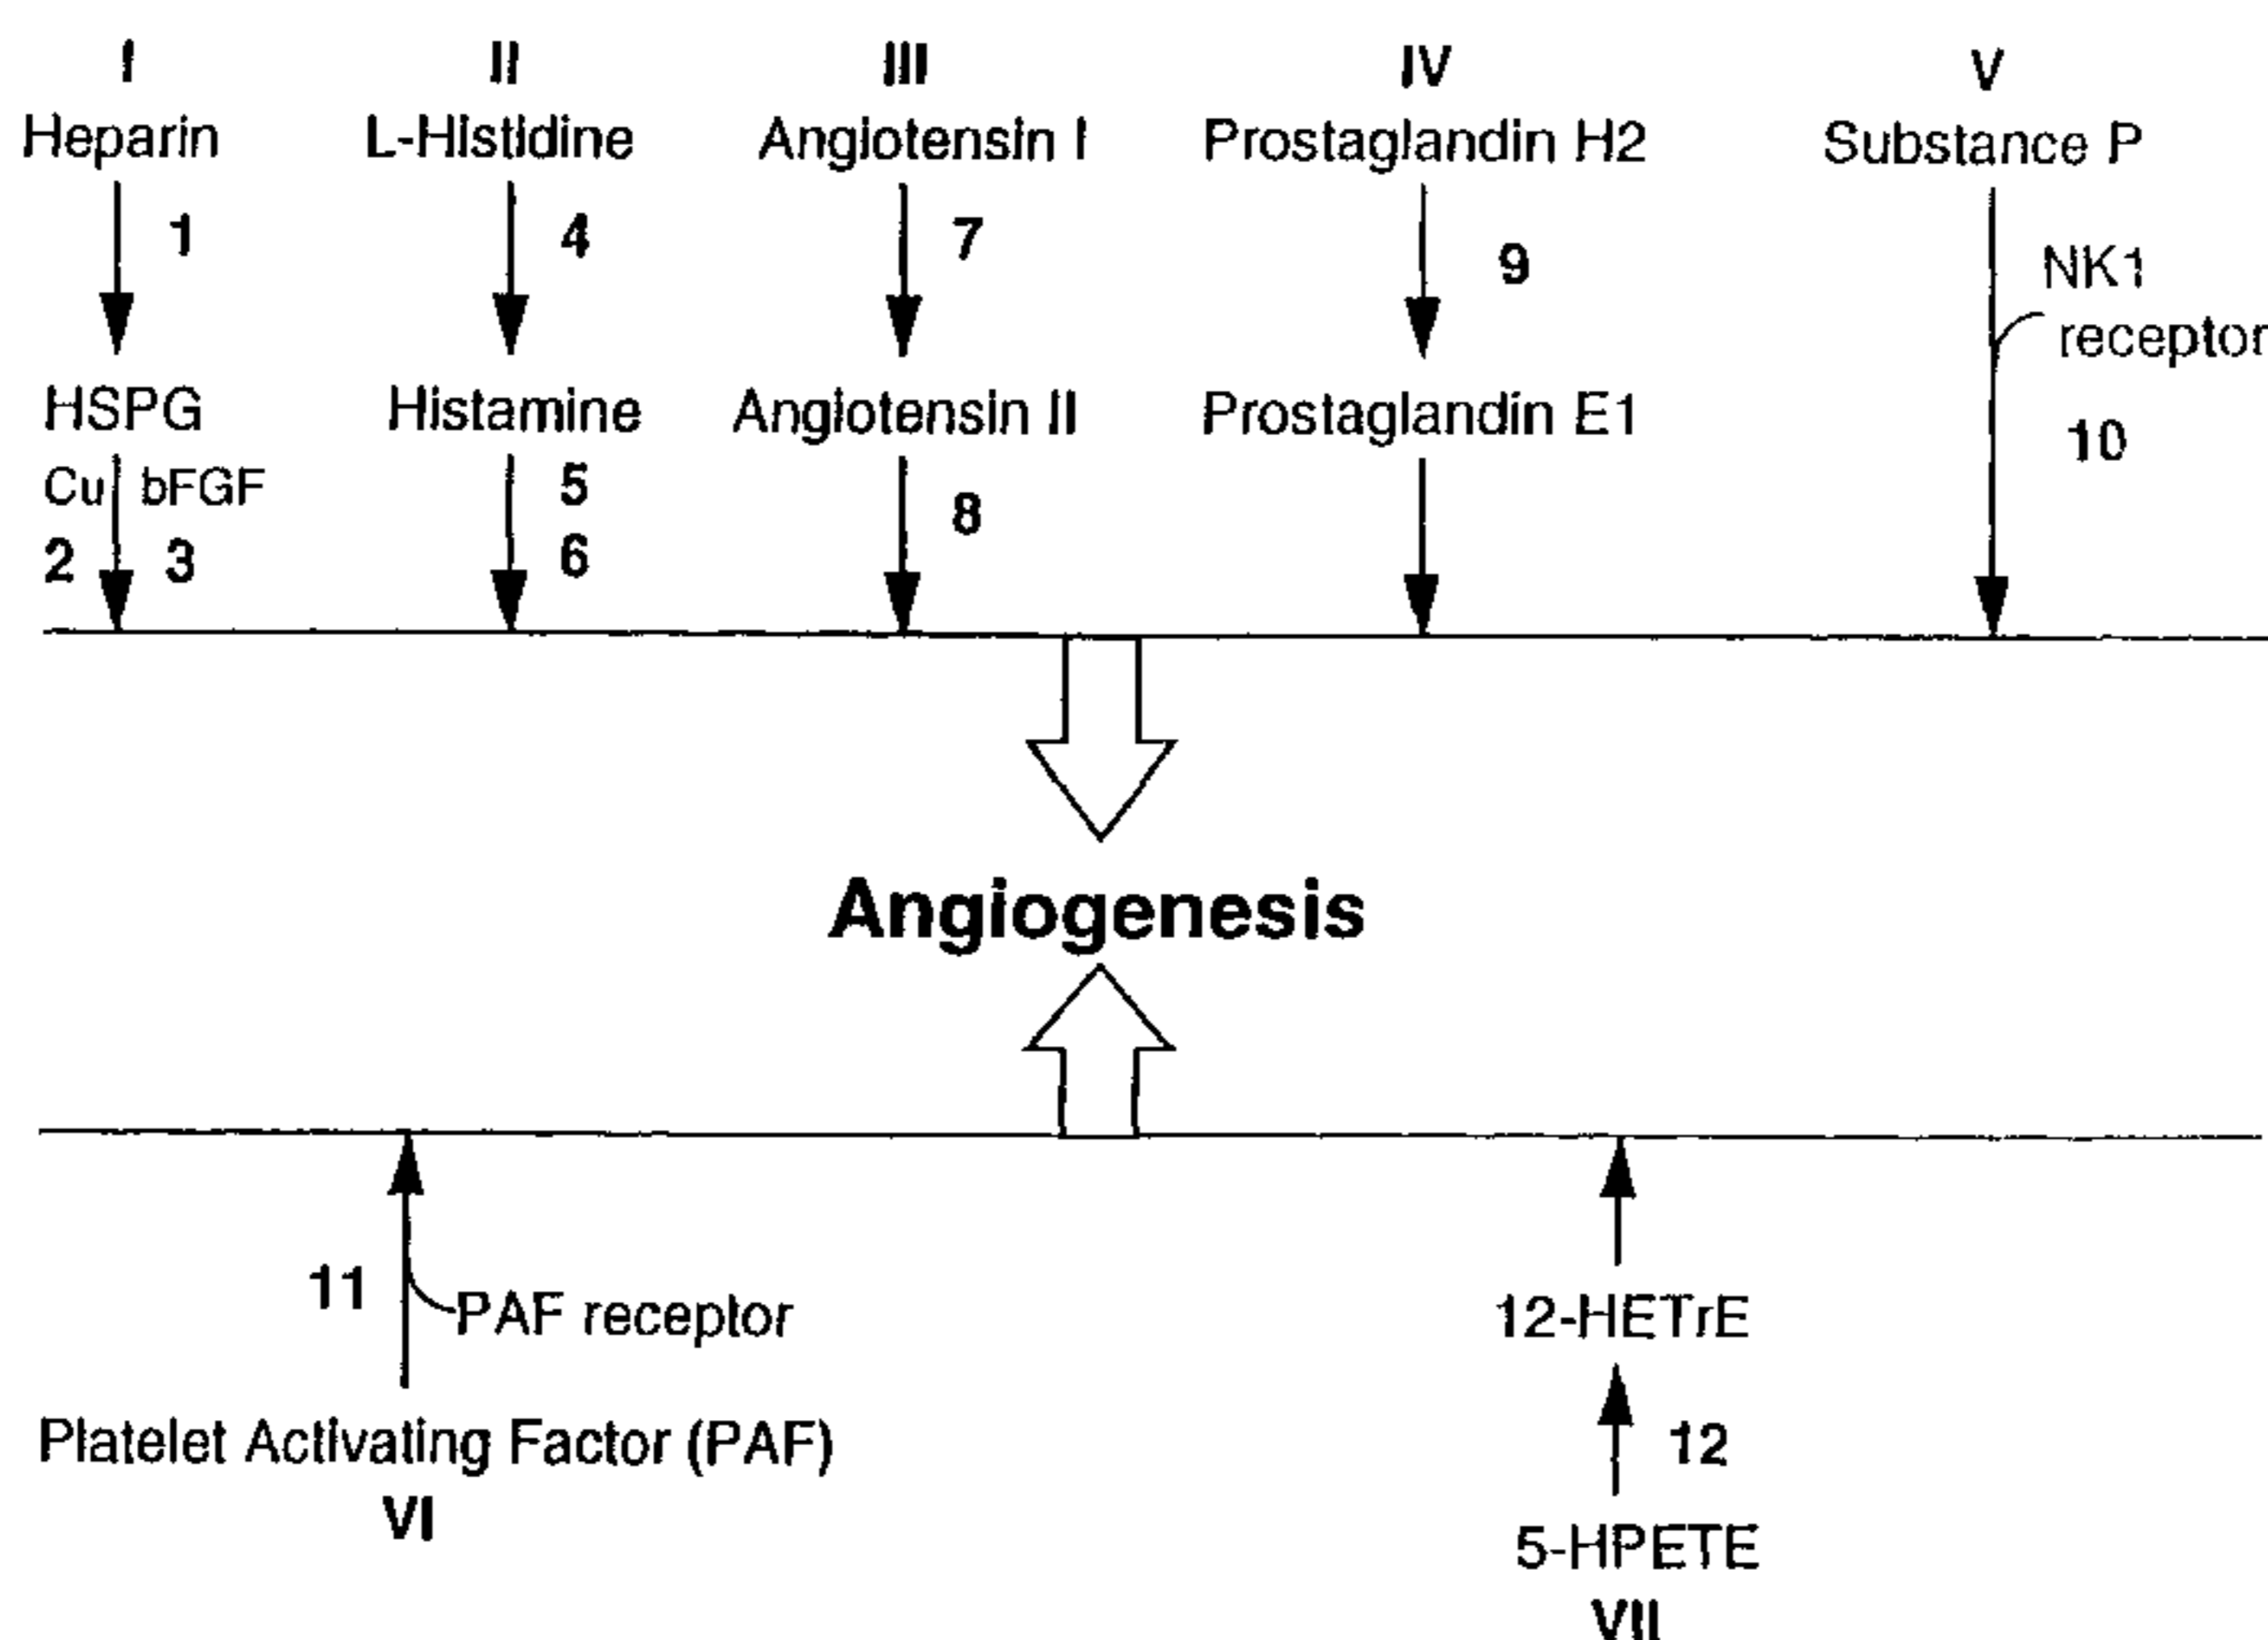 I II III IV V
Heparin L-Histidine Angiotensin I Prostaglandin H2 Substance P
1 4 7 9 NK1
receptor
HSPG Histamine Angiotensin II Prostaglandin E1 10
Cu bFGF 5 8
2 3 6
Angiogenesis
11 PAF receptor 12-HETrE
Platelet Activating Factor (PAF) 12
VI 5-HPETE
VII